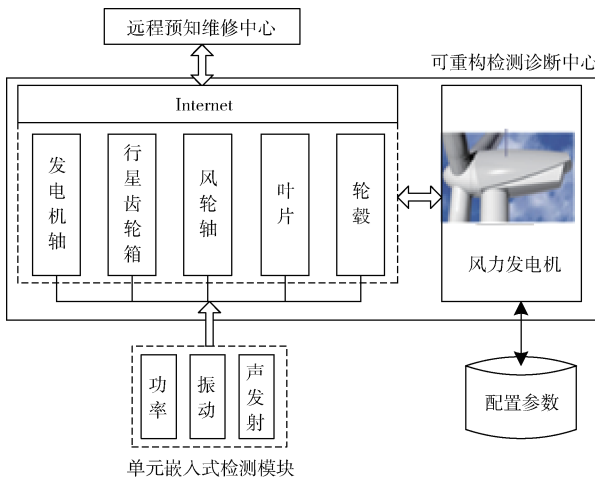 远程预知维修中心
可重构检测诊断中心
Internet
发电机轴
行星齿轮箱
风轮轴
叶片
轮毂
风力发电机
功率
振动
声发射
配置参数
单元嵌入式检测模块